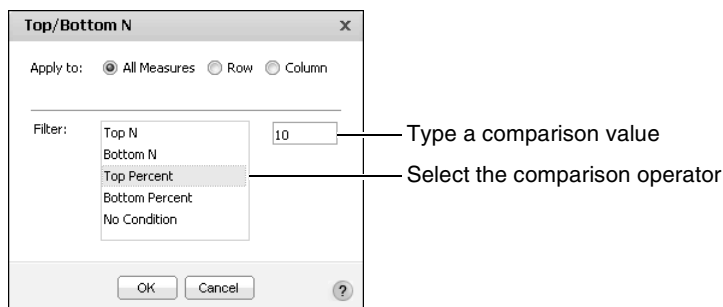 Top/Bottom N x
Apply to: All Measures Row Column
Filter: Top N 10
Bottom N
Top Percent
Bottom Percent
No Condition
OK Cancel ?
Type a comparison value
Select the comparison operator